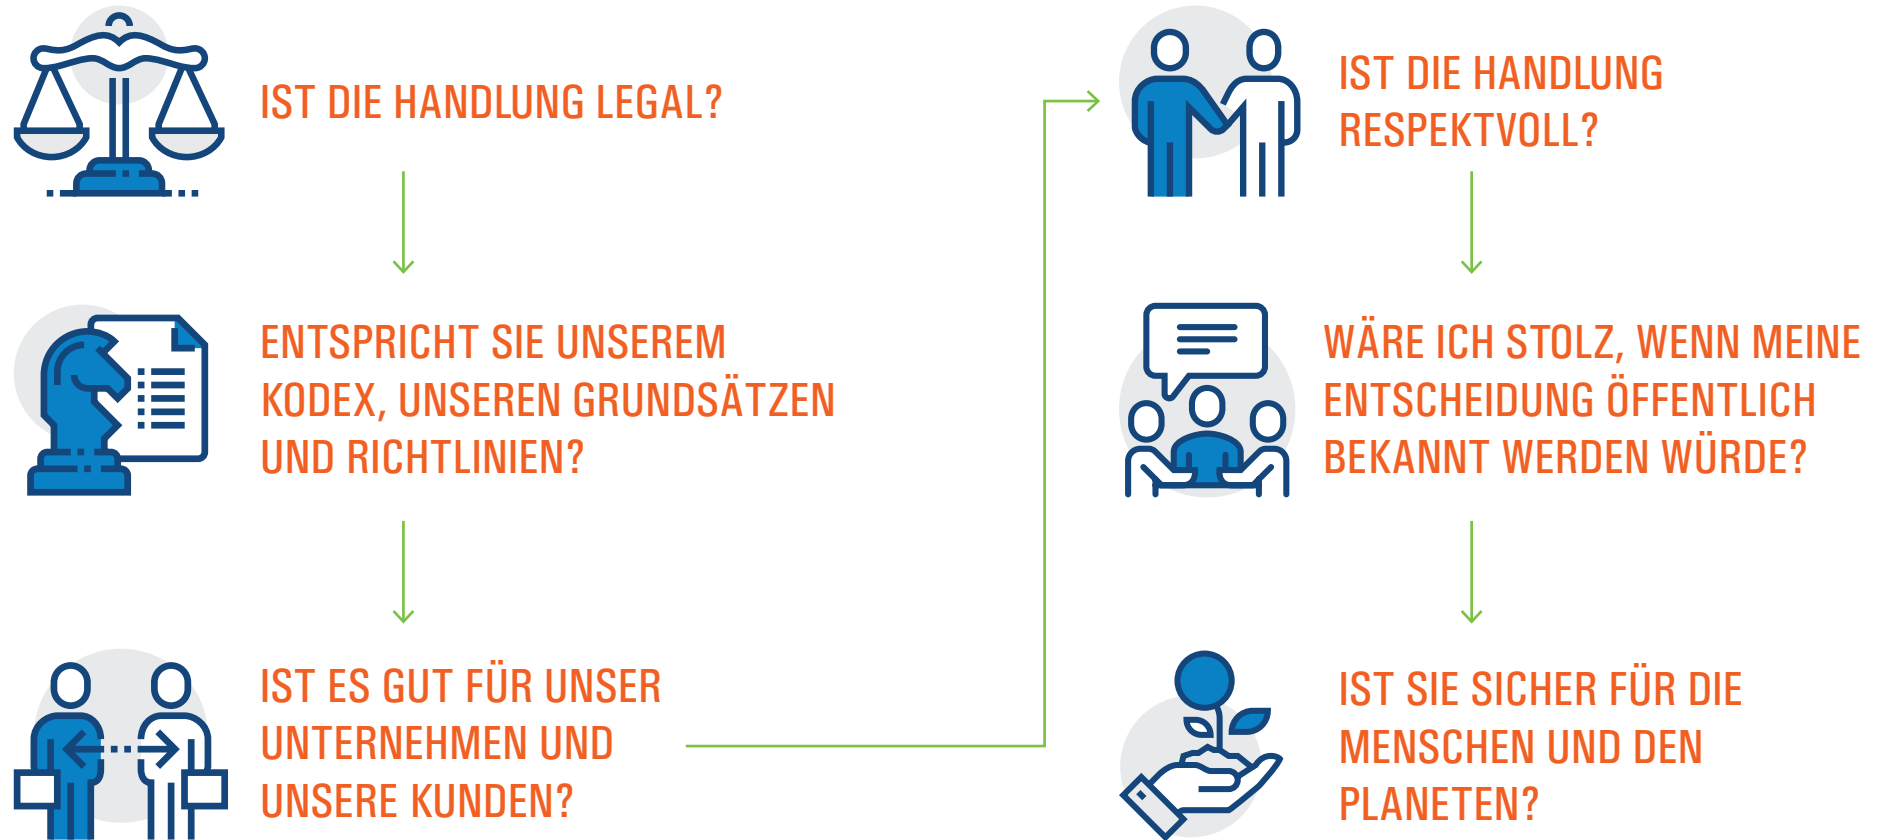 IST DIE HANDLUNG LEGAL?
ENTSPRICHT SIE UNSEREM
KODEX, UNSEREN GRUNDSÄTZEN
UND RICHTLINIEN?
IST ES GUT FÜR UNSER
UNTERNEHMEN UND
UNSERE KUNDEN?
IST DIE HANDLUNG
RESPEKTVOLL?
WÄRE ICH STOLZ, WENN MEINE
ENTSCHEIDUNG ÖFFENTLICH
BEKANNT WERDEN WÜRDE?
IST SIE SICHER FÜR DIE
MENSCHEN UND DEN
PLANETEN?